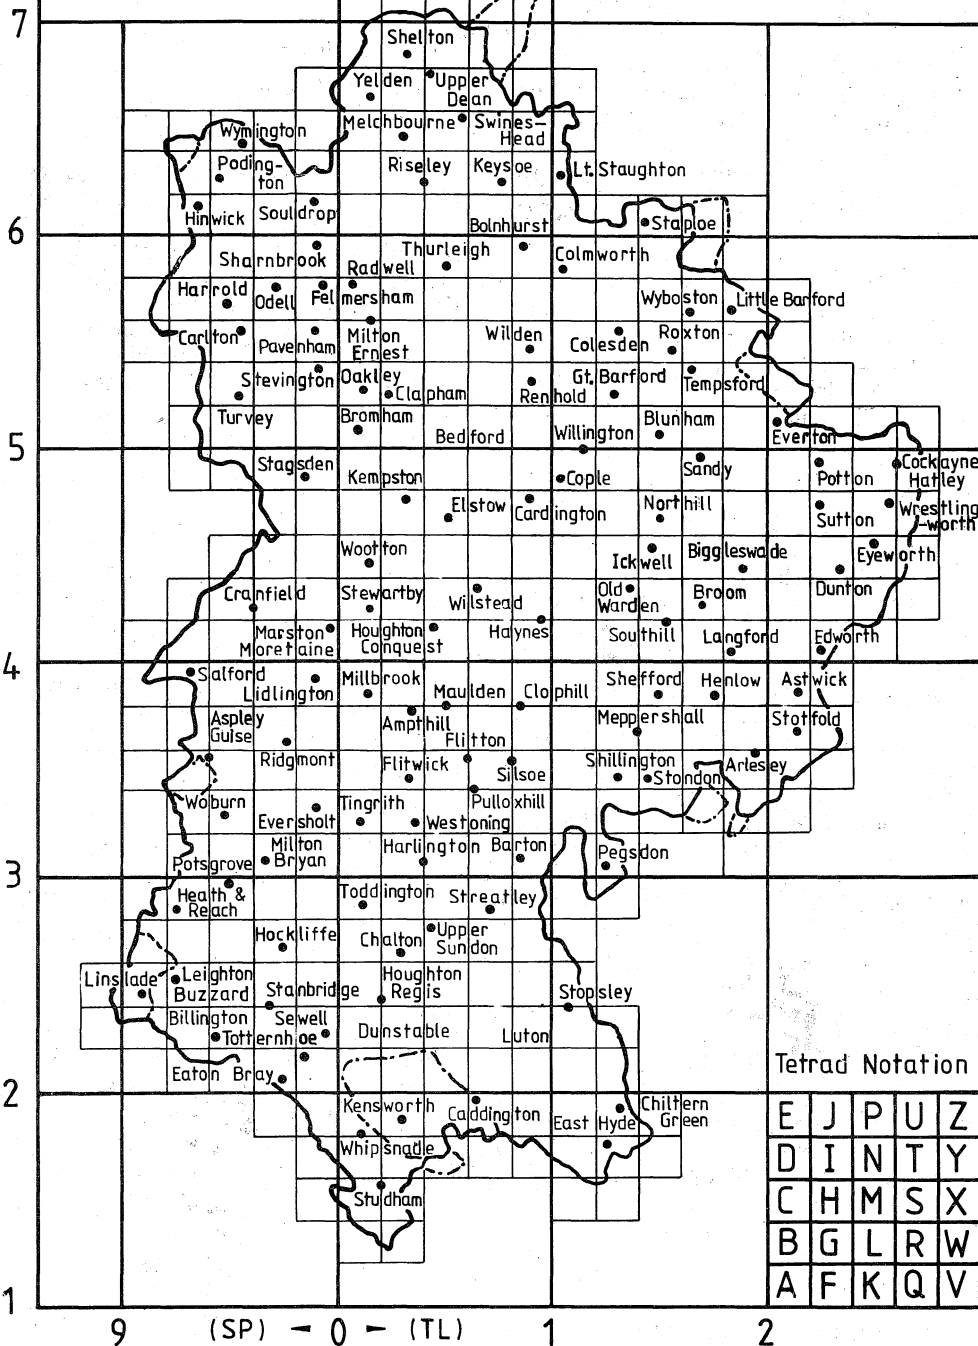 7
Shelton
Yelden
Upper
Dean
Melchbourne
Swines-
Head
Wymington
Poding-
ton
Riseley
Keysoe
Lt. Staughton
Hinwick
Souldrop
Bolnhurst
Staploe
6
Sharnbrook
Thurleigh
Colmworth
Radwell
Harrold
Odell
Felmersham
Wyboston
Little Barford
Carlton
Pavenham
Milton
Ernest
Wilden
Colesden
Roxton
Stevington
Oakley
Clapham
Renhold
Gt. Barford
Tempsford
Turvey
Bromham
Bedford
Willington
Blunham
Everton
5
Stagsden
Kempston
Cople
Sandy
Potton
Cockayne
Hatley
Elstow
Cardington
Northill
Sutton
Wrestling
-worth
Wootton
Ickwell
Biggleswade
Eyeworth
Cranfield
Stewartby
Wilstead
Old
Warden
Broom
Dunton
Marston
Moretaine
Houghton
Conquest
Haynes
Southill
Langford
Edworth
4
Salford
Lidlington
Millbrook
Maulden
Clophill
Shefford
Henlow
Astwick
Aspley
Guise
Ampthill
Meppershall
Stotfold
Ridgmont
Flitton
Flitwick
Silsoe
Shillington
Stondon
Arlesey
Woburn
Eversholt
Tingrith
Pulloxhill
Westoning
Milton
Bryan
Harlington
Barton
Pegsdon
Potsgrove
3
Heath &
Reach
Toddington
Streatley
Hockliffe
Chalton
Upper
Sundon
Linslade
Leighton
Buzzard
Stanbridge
Houghton
Regis
Stopsley
Billington
Sewell
Totternhoe
Dunstable
Luton
Eaton Bray
2
Kensworth
Caddington
East Hyde
Chiltern
Green
Whipsnade
Studham
1
9
(SP)
0
(TL)
1
2
Tetrad Notation
E J P U Z
D I N T Y
C H M S X
B G L R W
A F K Q V